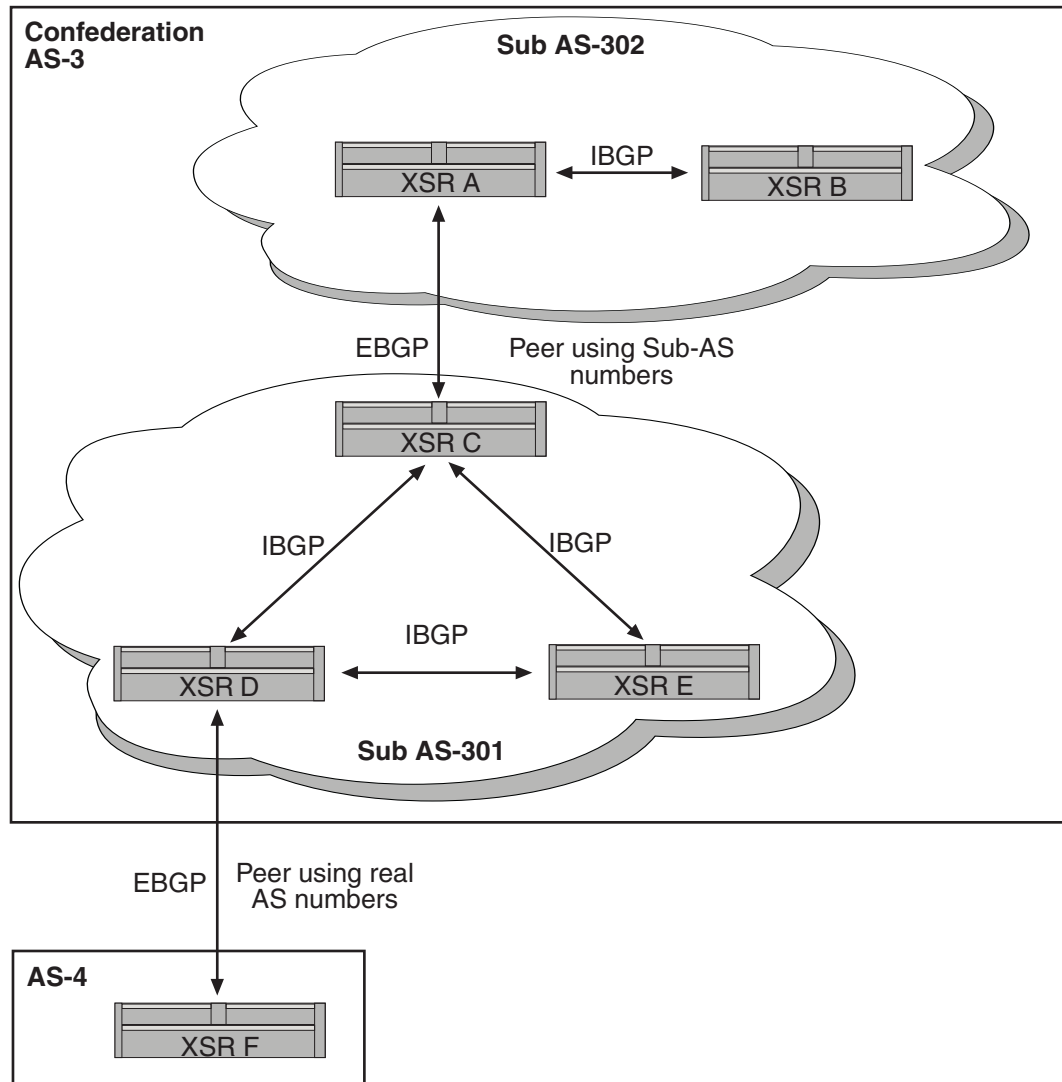 Confederation
AS-3
Sub AS-302
XSR A
IBGP
XSR B
EBGP
Peer using Sub-AS
numbers
XSR C
IBGP
IBGP
IBGP
XSR D
XSR E
Sub AS-301
EBGP
Peer using real
AS numbers
AS-4
XSR F